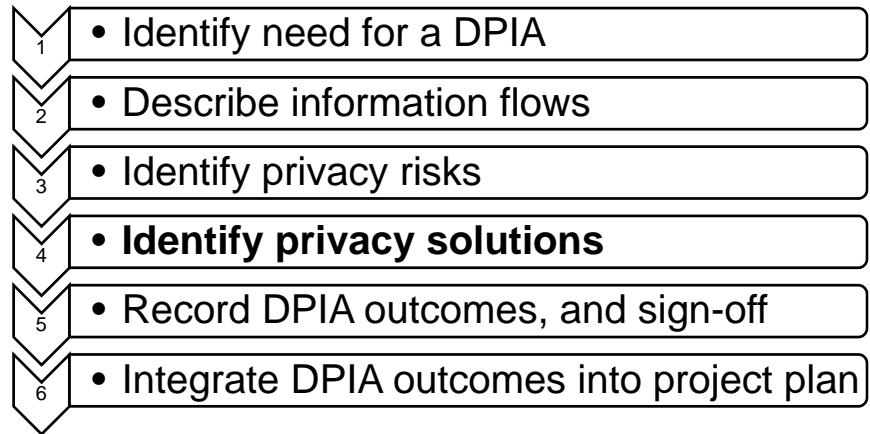 1 • Identify need for a DPIA
2 • Describe information flows
3 • Identify privacy risks
4 • Identify privacy solutions
5 • Record DPIA outcomes, and sign-off
6 • Integrate DPIA outcomes into project plan